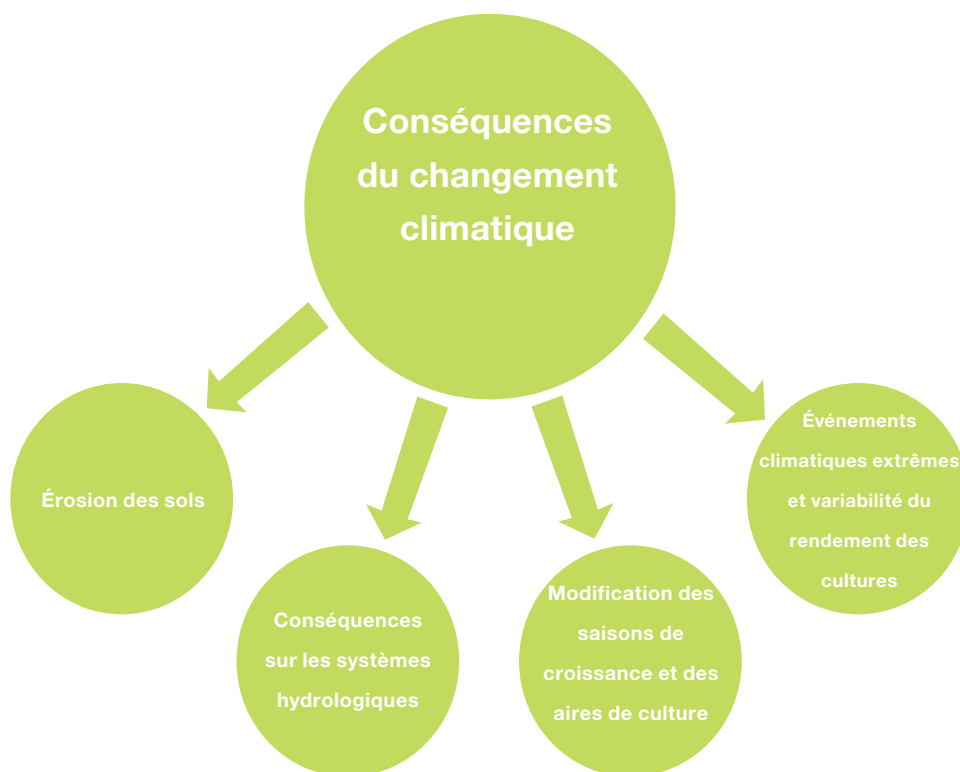 Conséquences
du changement
climatique
Érosion des sols
Conséquences
sur les systèmes
hydrologiques
Modification des
saisons de
croissance et des
aires de culture
Événements
climatiques extrêmes
et variabilité du
rendement des
cultures